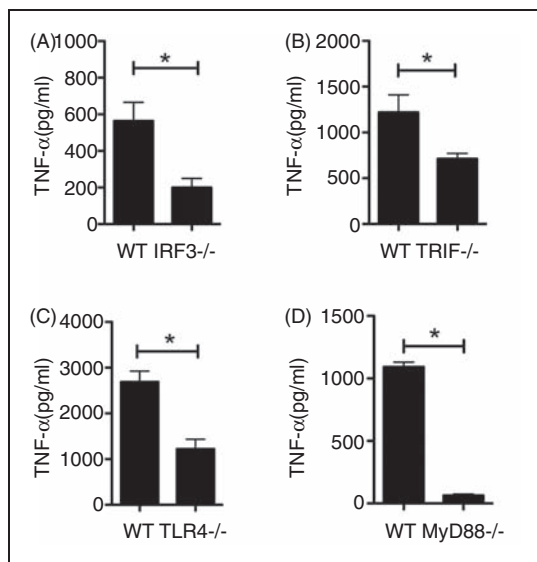 (A)
1000
800
600
400
200
0
TNF-α(pg/ml)
*
WT IRF3-/-
(B)
2000
1500
1000
500
0
TNF-α(pg/ml)
*
WT TRIF-/-
(C)
4000
3000
2000
1000
0
TNF-α(pg/ml)
*
WT TLR4-/-
(D)
1500
1000
500
0
TNF-α(pg/ml)
*
WT MyD88-/-